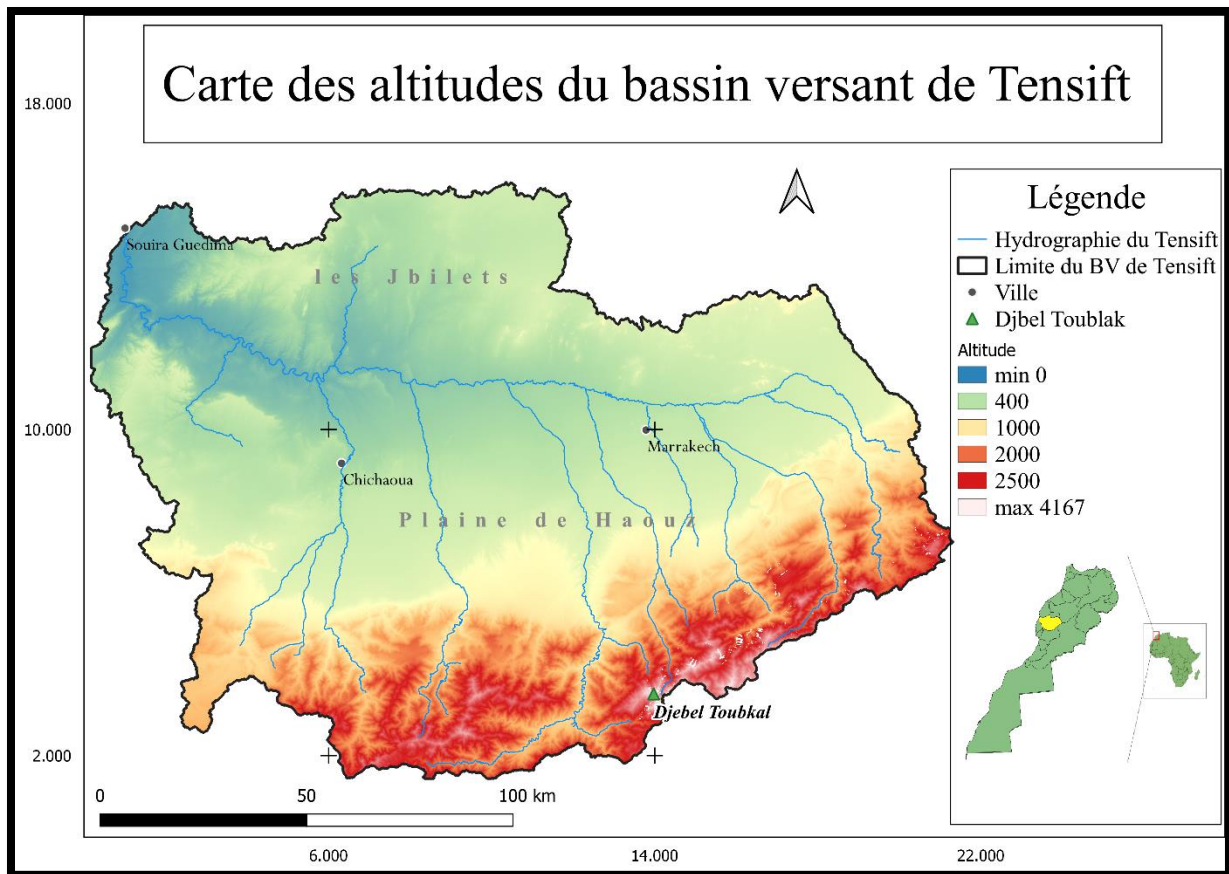 Carte des altitudes du bassin versant de Tensift
18.000
10.000
2.000
Souira Guedima
les Jbilets
Chichaoua
Marrakech
Plaine de Haouz
Djebel Toubkal
0 50 100 km
6.000 14.000 22.000
Légende
Hydrographie du Tensift
Limite du BV de Tensift
Ville
Djbel Toublak
Altitude
min 0
400
1000
2000
2500
max 4167